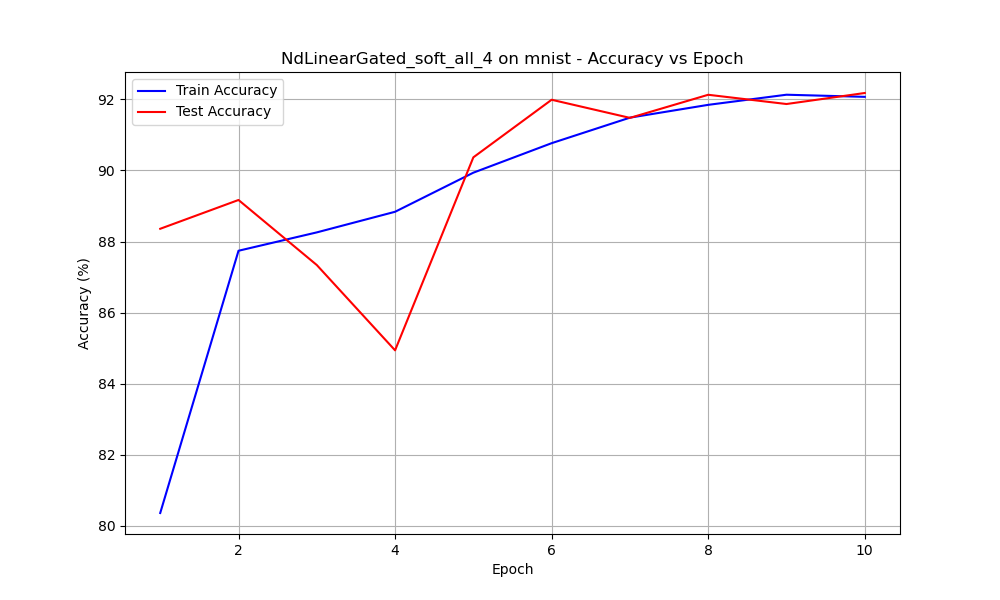 NdLinearGated_soft_all_4 on mnist - Accuracy vs Epoch
Train Accuracy
Test Accuracy
Accuracy (%)
92
90
88
86
84
82
80
2 4 6 8 10
Epoch